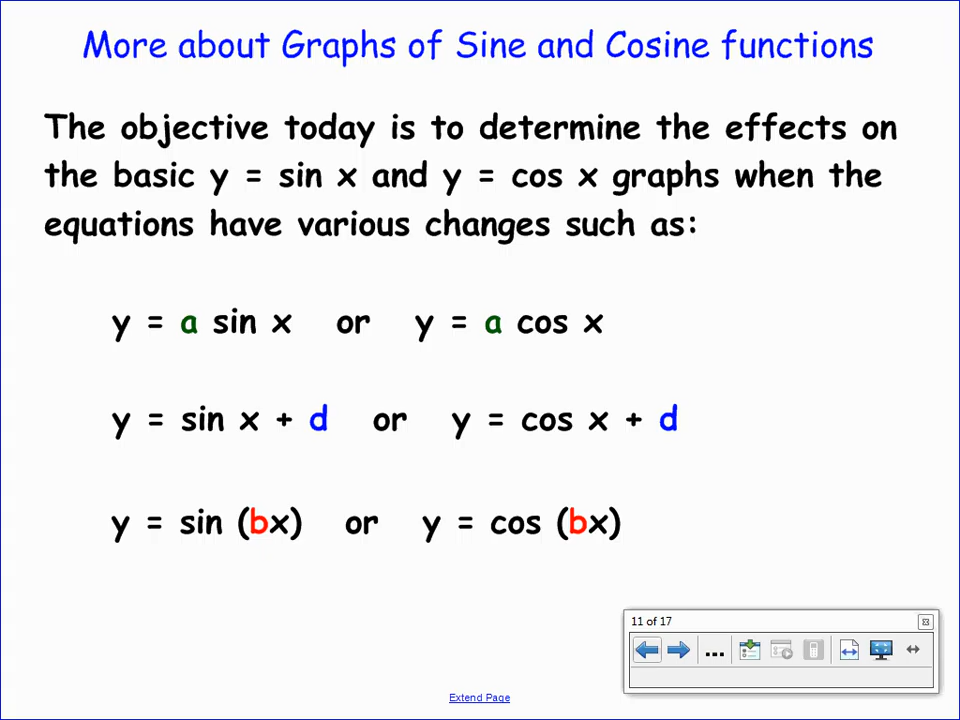 More about Graphs of Sine and Cosine functions
The objective today is to determine the effects on
the basic y = sin x and y = cos x graphs when the
equations have various changes such as:
y = a sin x or y = a cos x
y = sin x + d or y = cos x + d
y = sin (bx) or y = cos (bx)
11 of 17
...
Extend Page